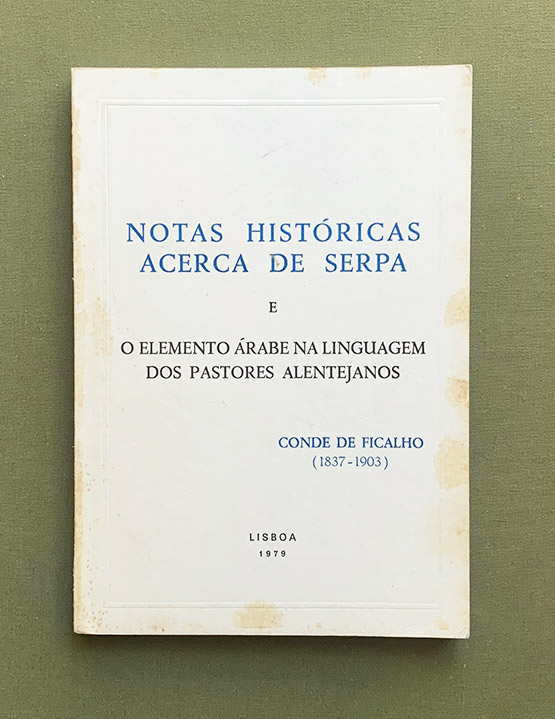 NOTAS HISTÓRICAS
ACERCA DE SERPA
E
O ELEMENTO ÁRABE NA LINGUAGEM
DOS PASTORES ALENTEJANOS
CONDE DE FICALHO
(1837-1903)
LISBOA
1979